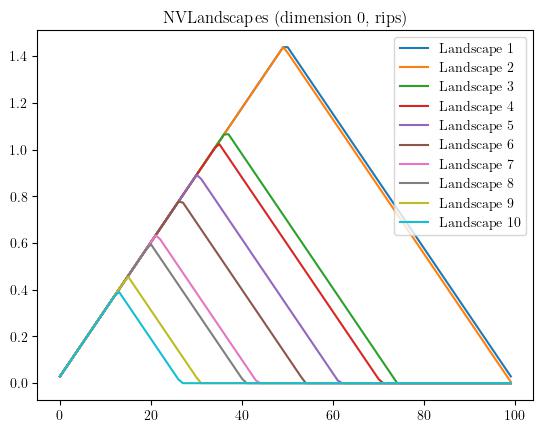 NVLandscapes (dimension 0, rips)
1.4
1.2
1.0
0.8
0.6
0.4
0.2
0.0
0 20 40 60 80 100
Landscape 1
Landscape 2
Landscape 3
Landscape 4
Landscape 5
Landscape 6
Landscape 7
Landscape 8
Landscape 9
Landscape 10